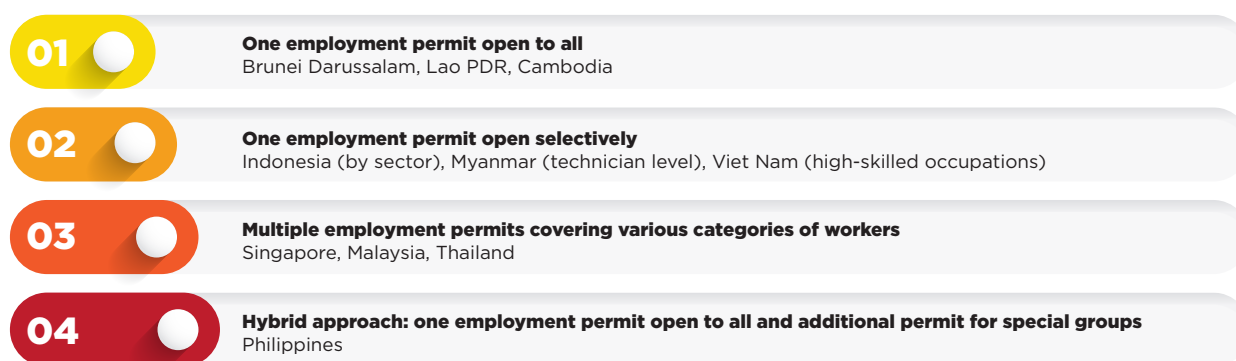 01
One employment permit open to all
Brunei Darussalam, Lao PDR, Cambodia
02
One employment permit open selectively
Indonesia (by sector), Myanmar (technician level), Viet Nam (high-skilled occupations)
03
Multiple employment permits covering various categories of workers
Singapore, Malaysia, Thailand
04
Hybrid approach: one employment permit open to all and additional permit for special groups
Philippines